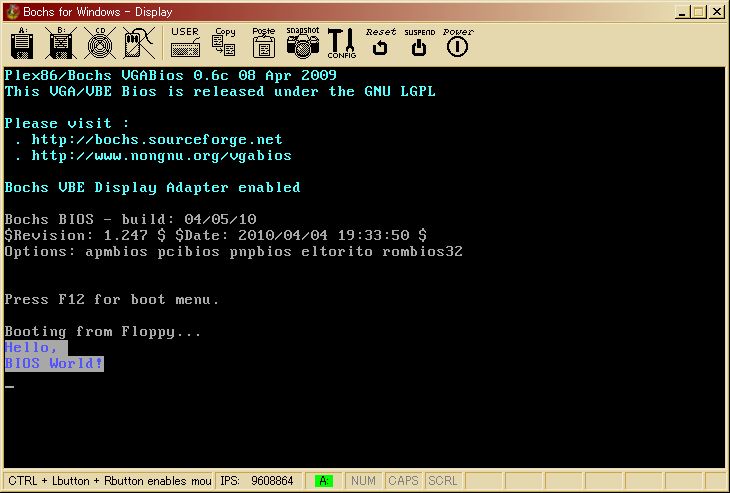 Bochs for Windows - Display
A: B: CD USER Copy Paste snapshot CONFIG Reset SUSPEND Power
Plex86/Bochs VGABios 0.6c 08 Apr 2009
This VGA/VBE Bios is released under the GNU LGPL
Please visit :
. http://bochs.sourceforge.net
. http://www.nongnu.org/vgabios
Bochs VBE Display Adapter enabled
Bochs BIOS - build: 04/05/10
$Revision: 1.247 $ $Date: 2010/04/04 19:33:50 $
Options: apmbios pcibios pnpbios eltorito rombios32
Press F12 for boot menu.
Booting from Floppy...
Hello,
BIOS World!
_
CTRL + Lbutton + Rbutton enables mou IPS: 9608864 A: NUM CAPS SCRL